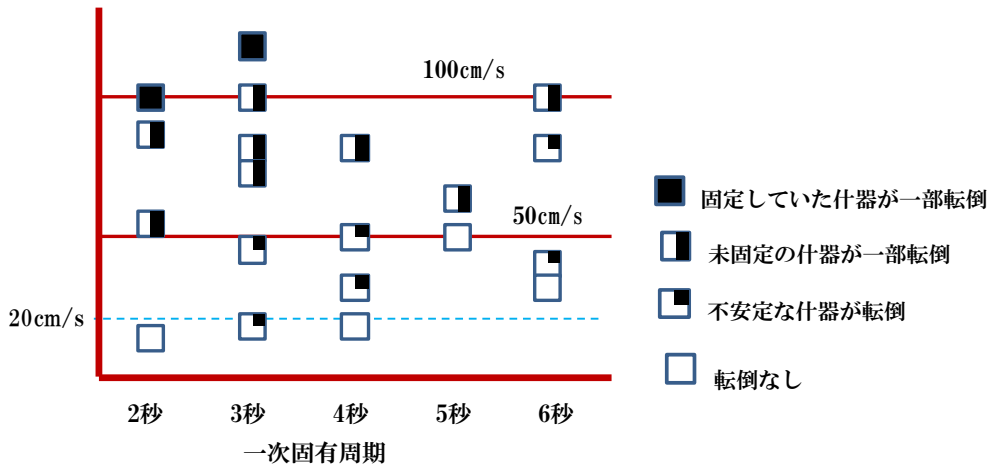 100cm/s
50cm/s
20cm/s
2秒
3秒
4秒
5秒
6秒
一次固有周期
固定していた什器が一部転倒
未固定の什器が一部転倒
不安定な什器が転倒
転倒なし